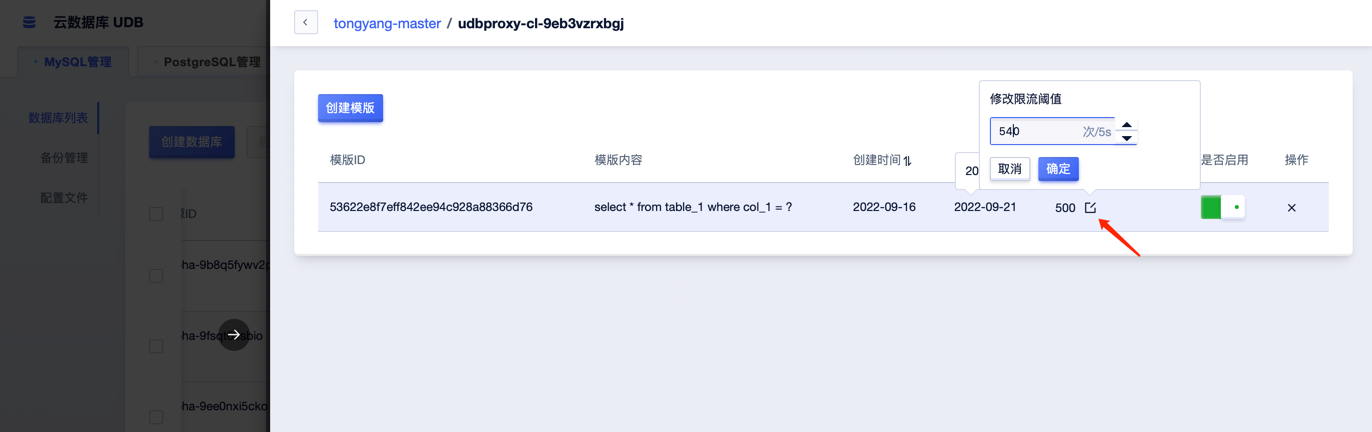 云数据库 UDB
MySQL管理
PostgreSQL管理
数据库列表
备份管理
配置文件
创建数据库
tongyang-master / udbproxy-cl-9eb3vzrxbgj
创建模版
修改限流阈值
540 次/5s
取消 确定
模版ID 模版内容 创建时间 20 是否启用 操作
53622e8f7eff842ee94c928a88366d76 select * from table_1 where col_1 = ? 2022-09-16 2022-09-21 500
ID
ha-9b8q5fywv2p
ha-9fsq
sbio
ha-9ee0nxi5cko